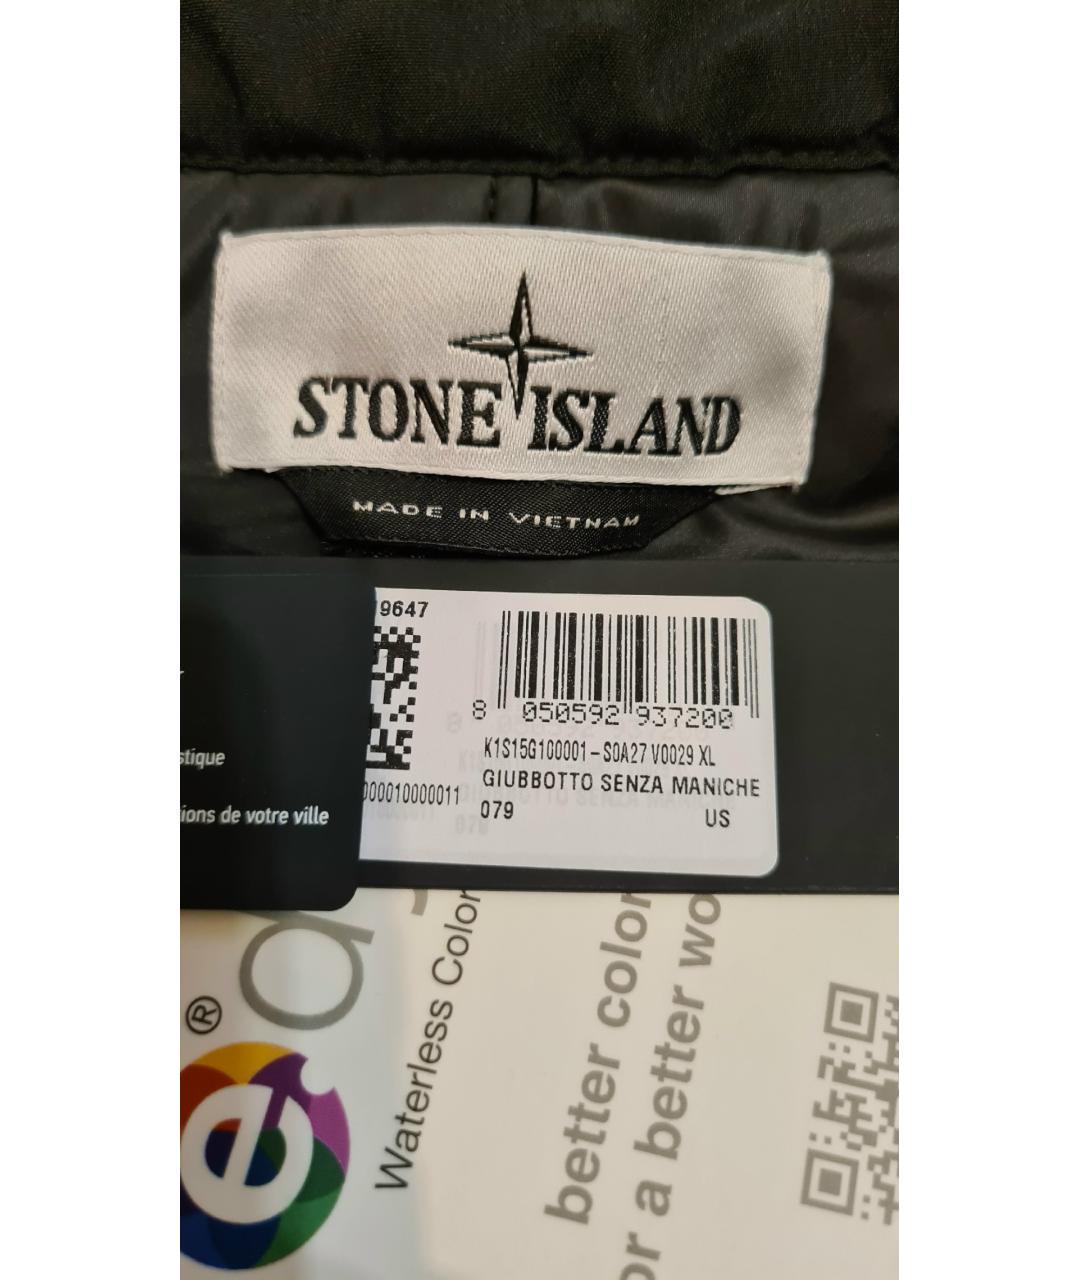 STONE ISLAND
MADE IN VIETNAM
9647
8 050592 937200
K1S15G100001-S0A27 V0029 XL
GIUBBOTTO SENZA MANICHE
079 US
000010000011
stique
ions de votre ville
e d
®
Waterless Color
better color
or a better wo